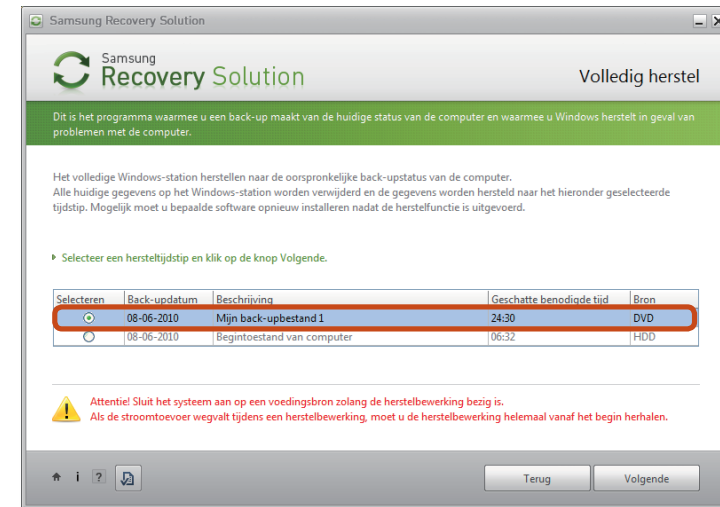 Samsung Recovery Solution
Samsung
Recovery Solution
Volledig herstel
Dit is het programma waarmee u een back-up maakt van de huidige status van de computer en waarmee u Windows herstelt in geval van
problemen met de computer.
Het volledige Windows-station herstellen naar de oorspronkelijke back-upstatus van de computer.
Alle huidige gegevens op het Windows-station worden verwijderd en de gegevens worden hersteld naar het hieronder geselecteerde
tijdstip. Mogelijk moet u bepaalde software opnieuw installeren nadat de herstelfunctie is uitgevoerd.
Selecteer een hersteltijdstip en klik op de knop Volgende.
Selecteren Back-updatum Beschrijving Geschatte benodigde tijd Bron
08-06-2010 Mijn back-upbestand 1 24:30 DVD
08-06-2010 Begintoestand van computer 06:32 HDD
Attentie! Sluit het systeem aan op een voedingsbron zolang de herstelbewerking bezig is.
Als de stroomtoevoer wegvalt tijdens een herstelbewerking, moet u de herstelbewerking helemaal vanaf het begin herhalen.
i ? Terug Volgende